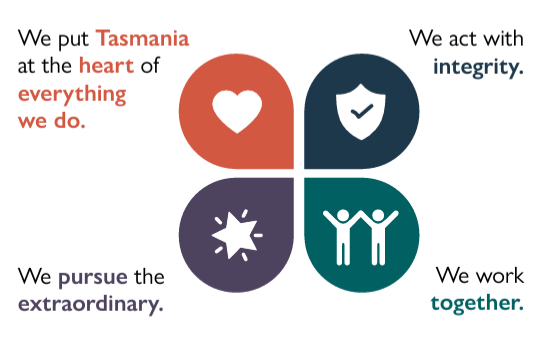 We put Tasmania
at the heart of
everything
we do.
We act with
integrity.
We pursue the
extraordinary.
We work
together.